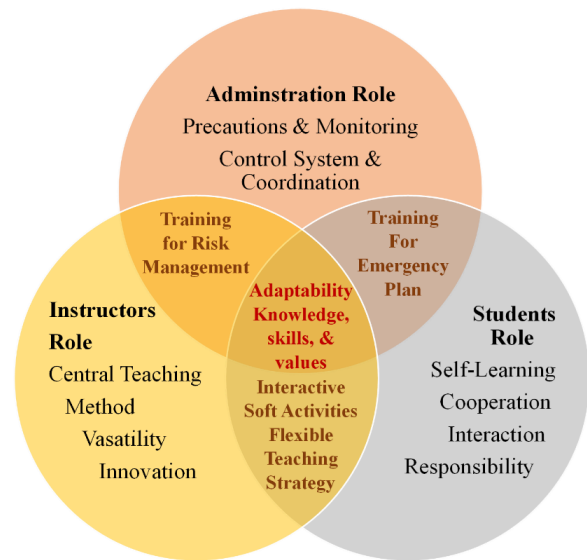 Adminstration Role
Precautions & Monitoring
Control System &
Coordination
Training
for Risk
Management
Training
For
Emergency
Plan
Adaptability
Knowledge,
skills, &
values
Instructors
Role
Central Teaching
Method
Vasatility
Innovation
Interactive
Soft Activities
Flexible
Teaching
Strategy
Students
Role
Self-Learning
Cooperation
Interaction
Responsibility